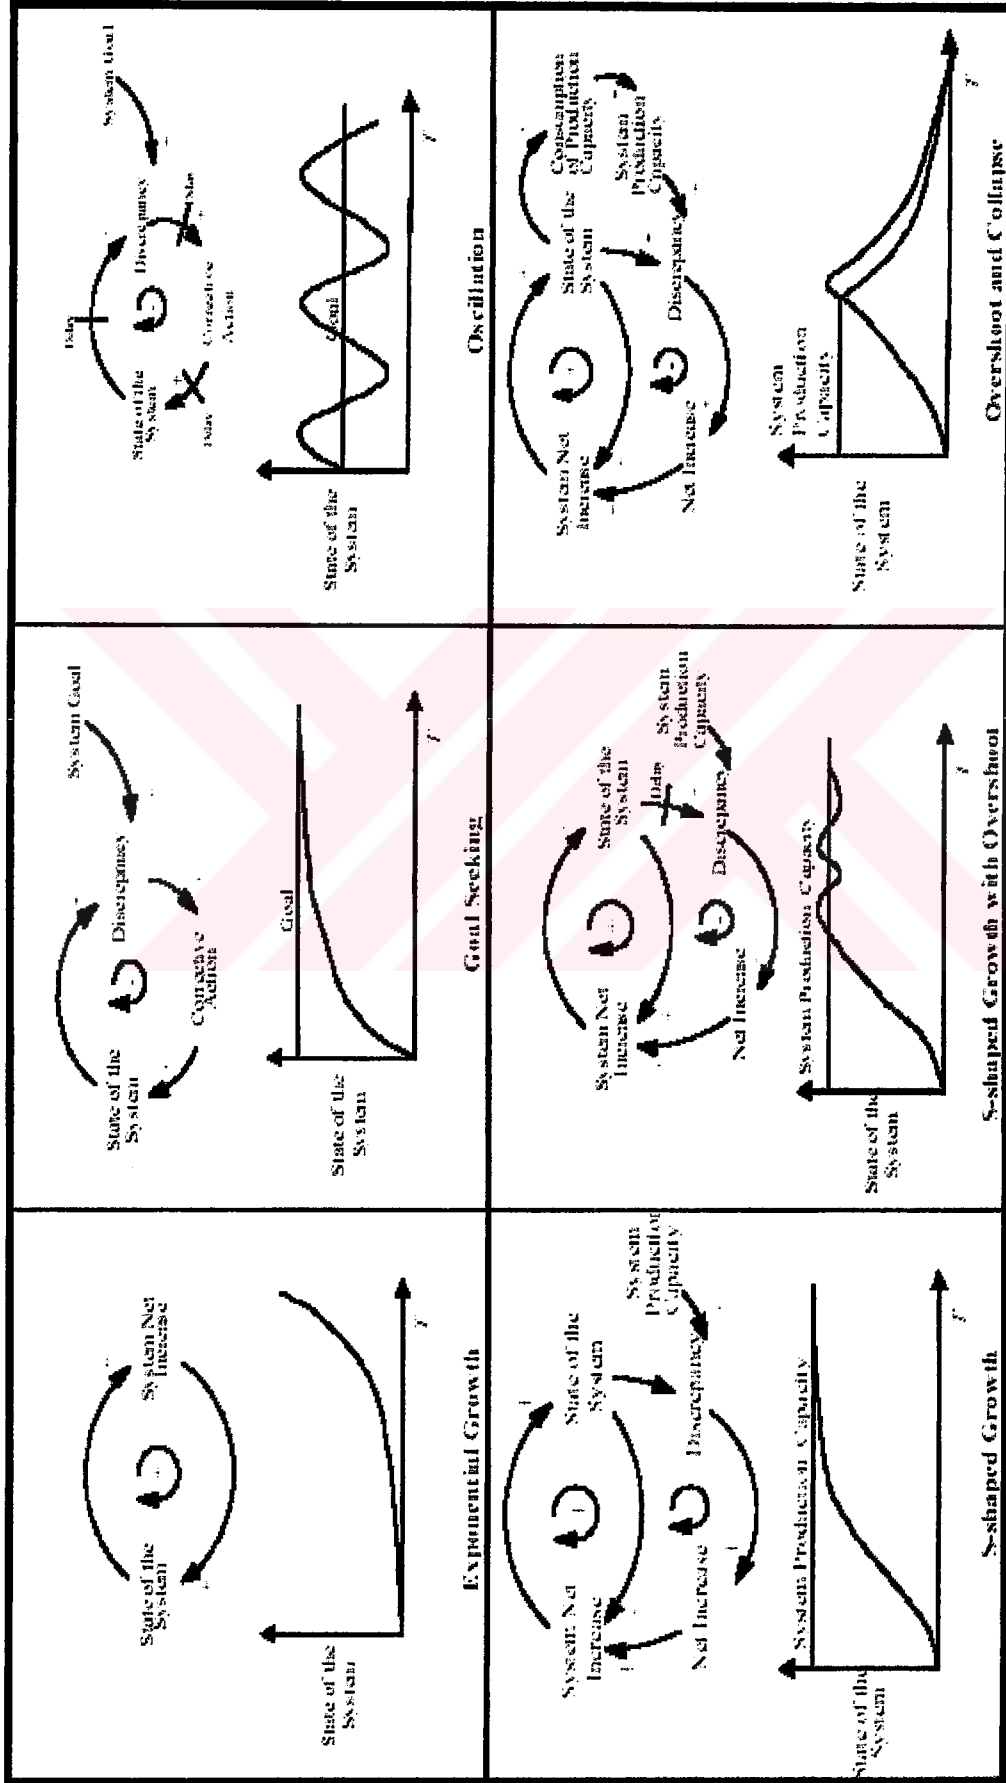 State of the
System
System Net
Increase
State of the
System
T
Exponential Growth
State of the
System
Discrepancy
System Goal
Corrective
Action
Goal
State of the
System
T
Goal Seeking
Delay
System Goal
State of the
System
Discrepancy
Delay
Delay
Corrective
Action
Goal
State of the
System
T
Oscillation
System Net
Increase
State of the
System
System
Production
Capacity
Net Increase
Discrepancy
System Production Capacity
State of the
System
T
S-shaped Growth
System Net
Increase
State of the
System
Delay
System
Production
Capacity
Net Increase
Discrepancy
System Production Capacity
State of the
System
S-shaped Growth with Overshoot
System Net
Increase
State of the
System
Consumption
of Production
Capacity
System
Production
Capacity
Net Increase
Discrepancy
System
Production
Capacity
State of the
System
T
Overshoot and Collapse